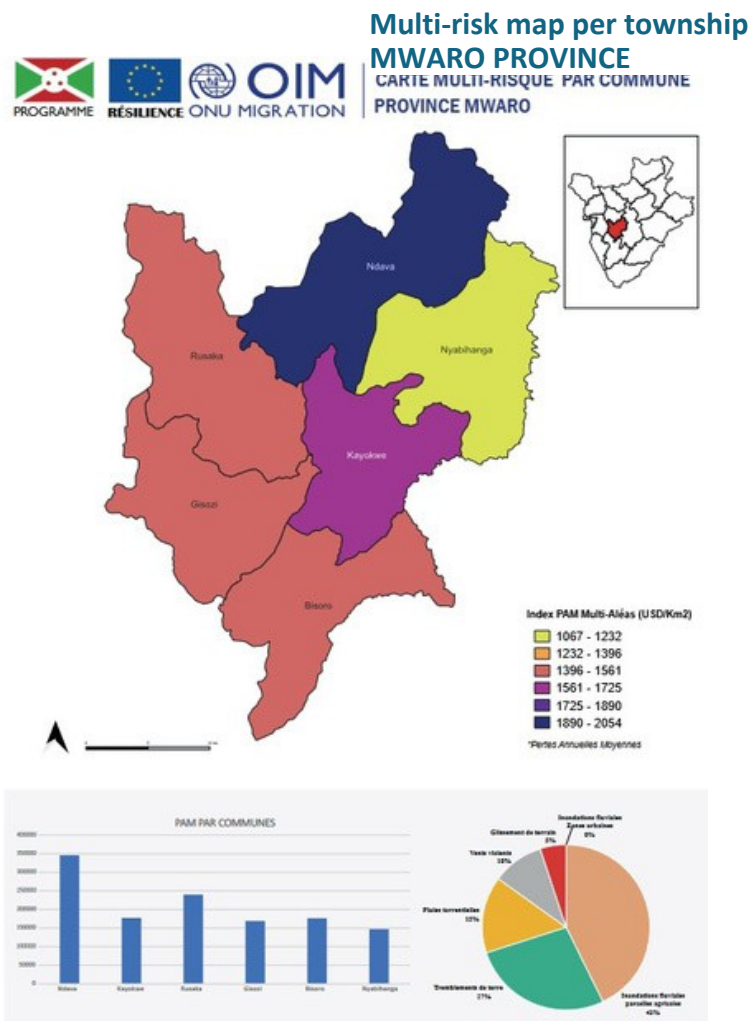 Multi-risk map per township
MWARO PROVINCE
CARTE MULTI-RISQUE PAR COMMUNE
PROVINCE MWARO
PROGRAMME
RÉSILIENCE
OIM
ONU MIGRATION
Ndava
Nyabihanga
Rusaka
Kayokwe
Gisozi
Bisoro
Index PAM Multi-Aléas (USD/Km2)
1067 - 1232
1232 - 1396
1396 - 1561
1561 - 1725
1725 - 1890
1890 - 2054
*Pertes Annuelles Moyennes
PAM PAR COMMUNES
400000
350000
300000
250000
200000
150000
100000
50000
0
Ndava
Kayokwe
Rusaka
Gisozi
Bisoro
Nyabihanga
Inondations fluviales
Zones urbaines
0%
Glissement de terrain
5%
Vents violents
10%
Pluies torrentielles
15%
Tremblements de terre
27%
Inondations fluviales
parcelles agricoles